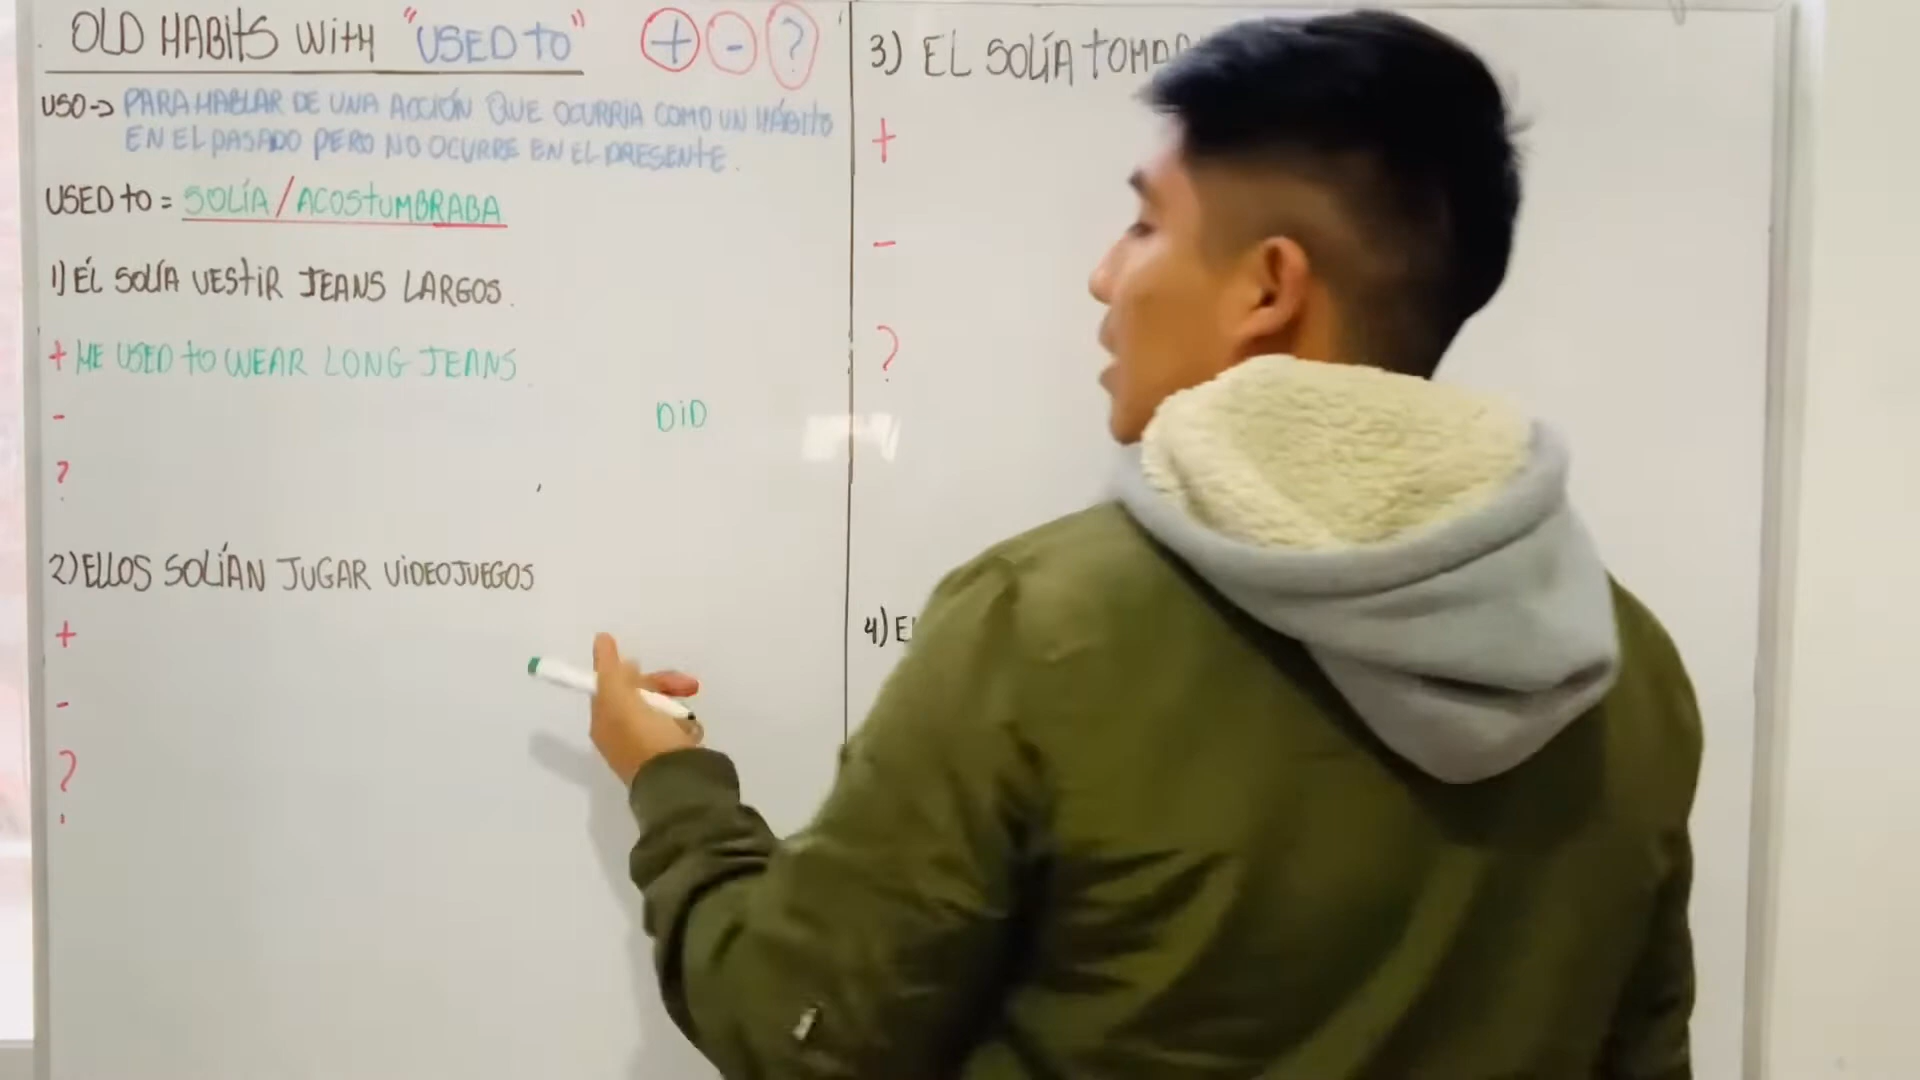 OLD HABITS WITH "USED TO" + - ?
USO-> PARA HABLAR DE UNA ACCIÓN QUE OCURRIA COMO UN HÁBITO
EN EL PASADO PERO NO OCURRE EN EL PRESENTE.
USED TO = SOLÍA / ACOSTUMBRABA
1) ÉL SOLÍA VESTIR JEANS LARGOS.
+ HE USED TO WEAR LONG JEANS.
- DID
?
2) ELLOS SOLÍAN JUGAR VIDEOJUEGOS
+
-
?
3) EL SOLÍA
+
-
?
4)